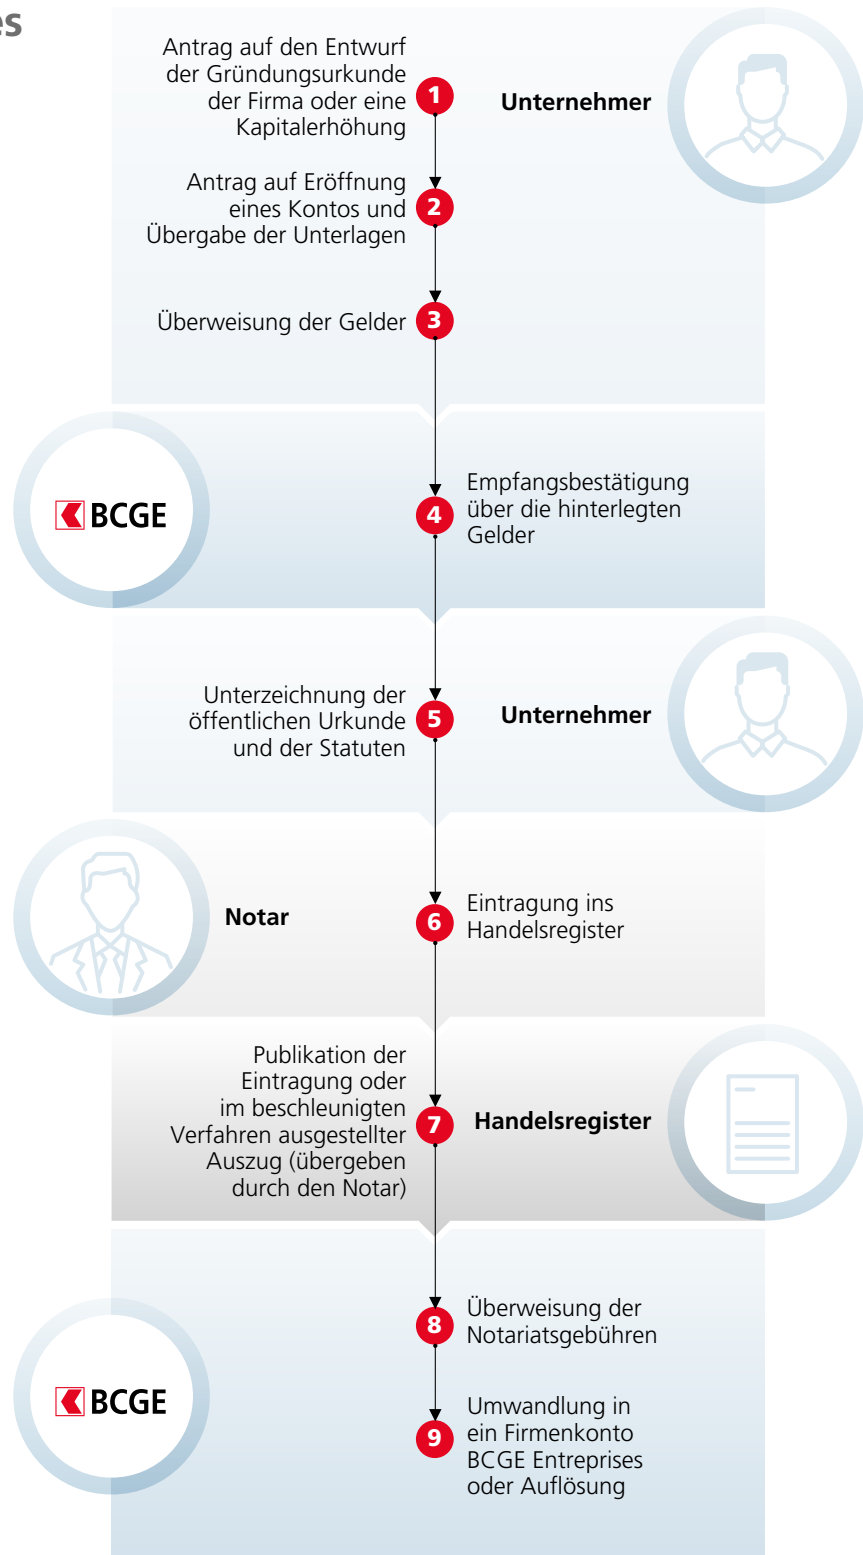 es
Antrag auf den Entwurf
der Gründungsurkunde
der Firma oder eine
Kapitalerhöhung
1
Unternehmer
Antrag auf Eröffnung
eines Kontos und
Übergabe der Unterlagen
2
Überweisung der Gelder
3
BCGE
4
Empfangsbestätigung
über die hinterlegten
Gelder
Unterzeichnung der
öffentlichen Urkunde
und der Statuten
5
Unternehmer
Notar
6
Eintragung ins
Handelsregister
Publikation der
Eintragung oder
im beschleunigten
Verfahren ausgestellter
Auszug (übergeben
durch den Notar)
7
Handelsregister
8
Überweisung der
Notariatsgebühren
BCGE
9
Umwandlung in
ein Firmenkonto
BCGE Entreprises
oder Auflösung